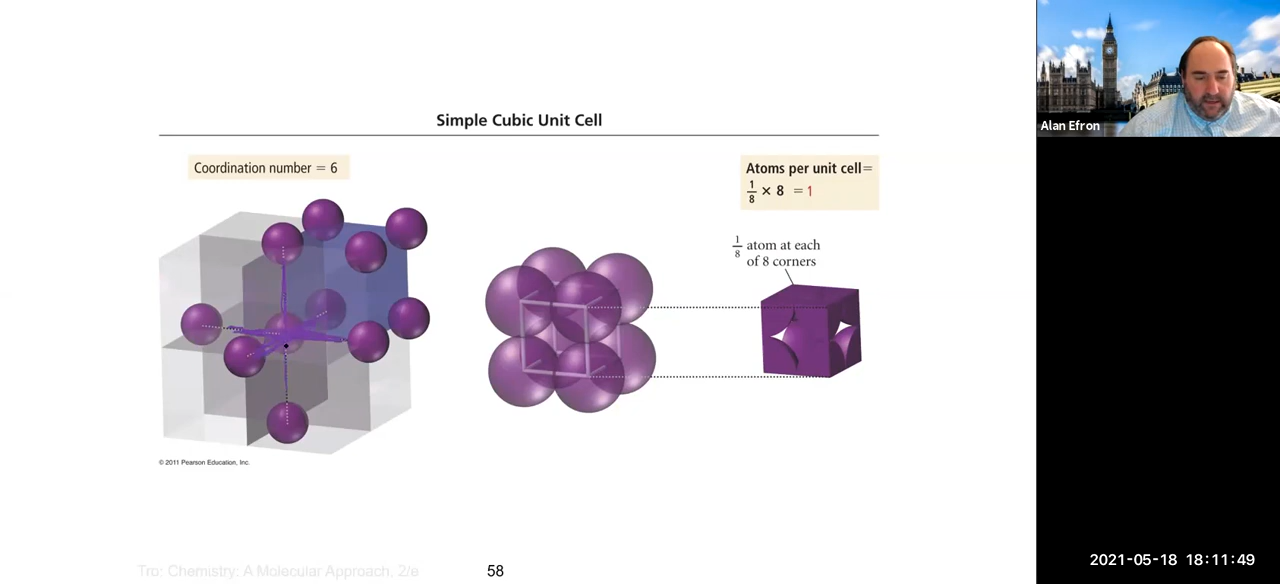 Simple Cubic Unit Cell
Coordination number = 6
Atoms per unit cell=
1/8 × 8 = 1
1/8 atom at each
of 8 corners
© 2011 Pearson Education, Inc.
Tro: Chemistry: A Molecular Approach, 2/e
58
Alan Efron
2021-05-18 18:11:49